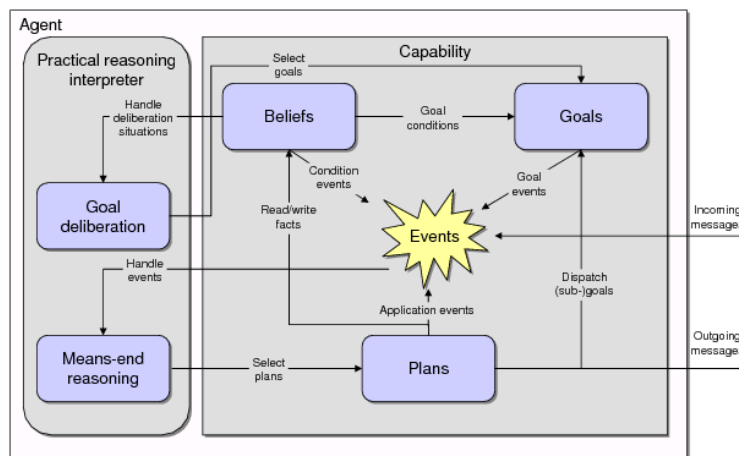 Agent
Practical reasoning
interpreter
Capability
Select
goals
Handle
deliberation
situations
Beliefs
Goal
conditions
Goals
Condition
events
Goal
events
Goal
deliberation
Read/write
facts
Events
Incoming
messages
Handle
events
Dispatch
(sub-)goals
Application events
Means-end
reasoning
Select
plans
Plans
Outgoing
messages